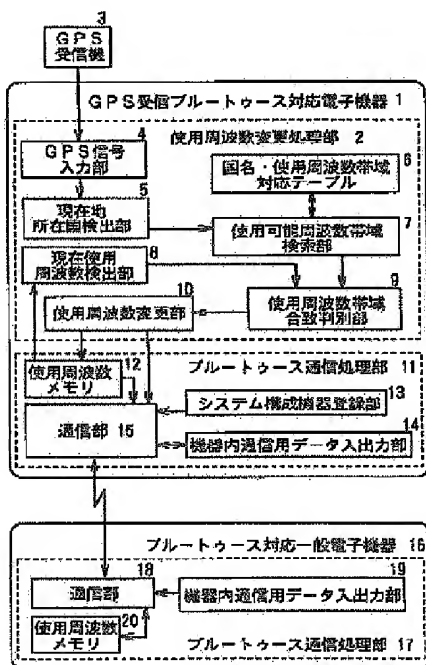 3
GPS
受信機
GPS受信ブルートゥース対応電子機器 1
使用周波数変更処理部 2
4
GPS信号
入力部
6
国名・使用周波数帯域
対応テーブル
5
現在地
所在国検出部
7
使用可能周波数帯域
検索部
8
現在使用
周波数検出部
9
使用周波数帯域
合致判別部
10
使用周波数変更部
ブルートゥース通信処理部 11
12
使用周波数
メモリ
13
システム構成機器登録部
14
機器内通信用データ入出力部
通信部 15
ブルートゥース対応一般電子機器 16
18
通信部
19
機器内通信用データ入出力部
20
使用周波数
メモリ
ブルートゥース通信処理部 17